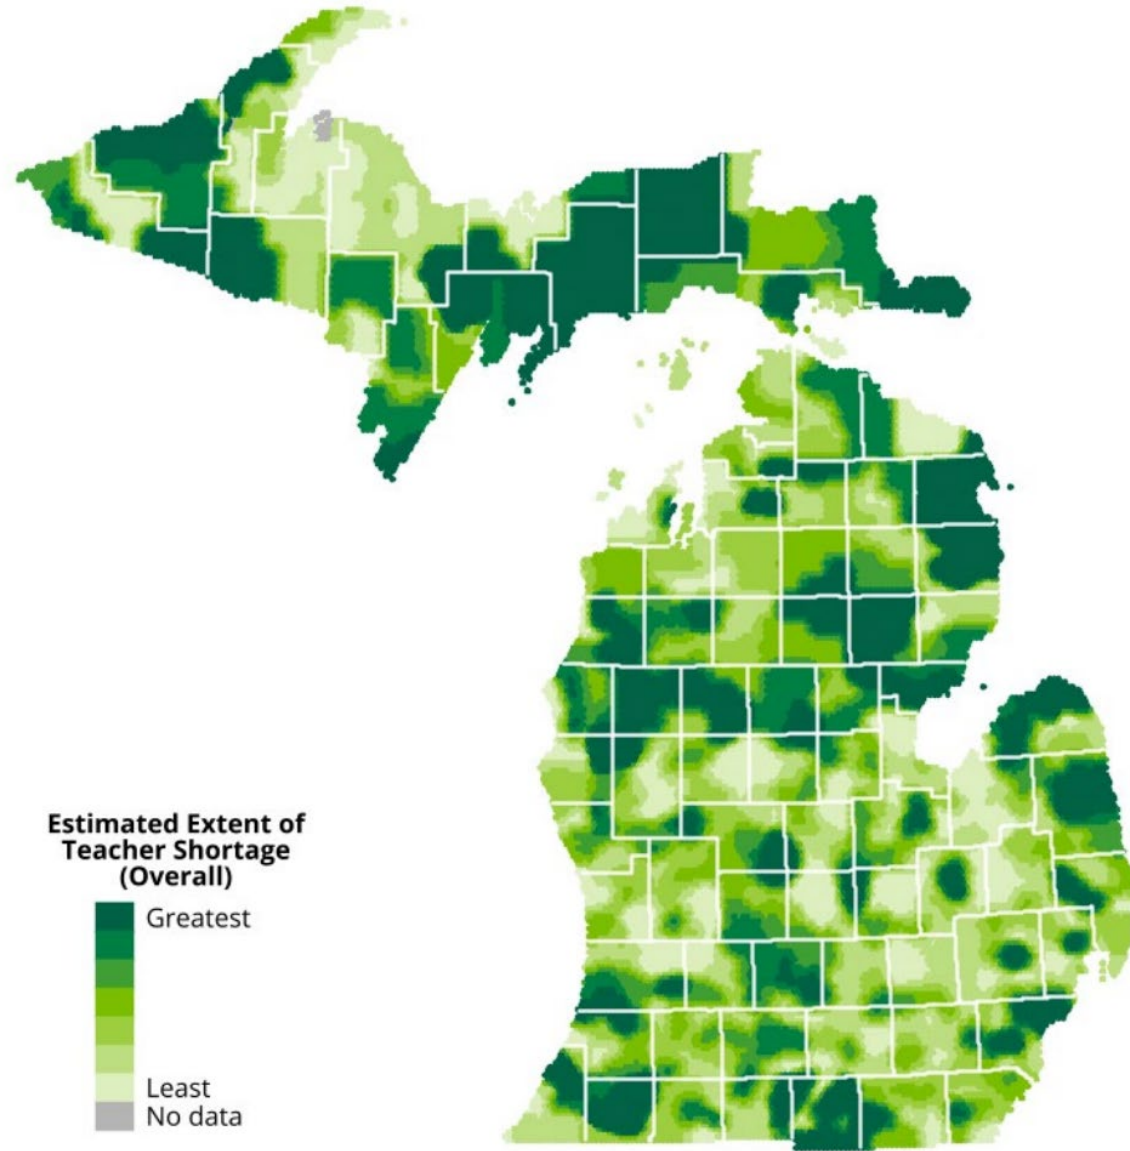 Estimated Extent of
Teacher Shortage
(Overall)
Greatest
Least
No data